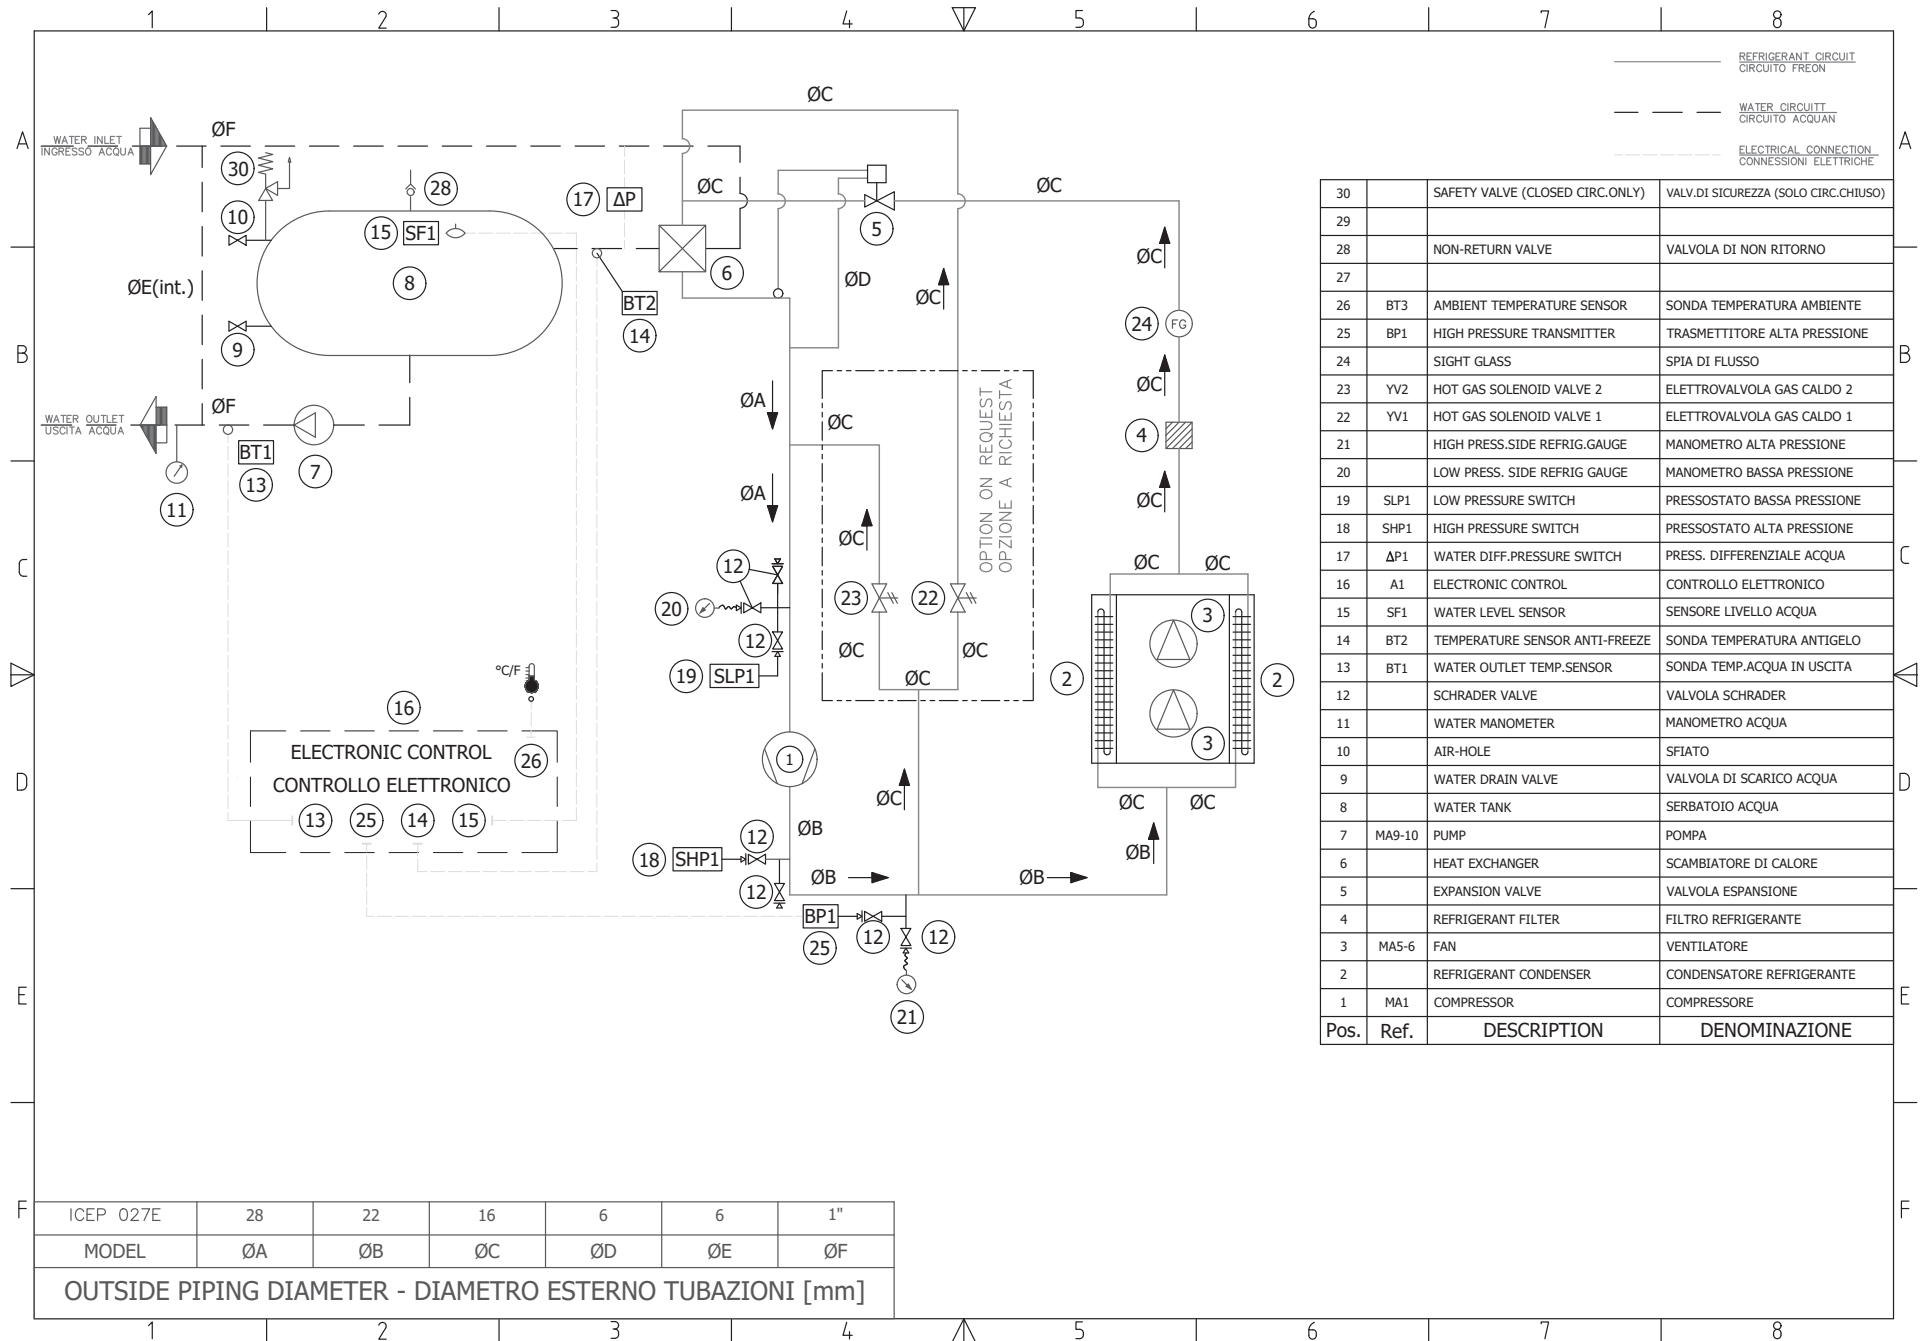 1 2 3 4 5 6 7 8
REFRIGERANT CIRCUIT
CIRCUITO FREON
WATER CIRCUITT
CIRCUITO ACQUAN
ELECTRICAL CONNECTION
CONNESSIONI ELETTRICHE
A A
B B
C C
D D
E E
F F
WATER INLET
INGRESSO ACQUA
ØF
30
10
28
15 SF1
17 ΔP
ØC
ØC
ØC
5
6
8
ØE(int.)
9
BT2
14
ØD
ØC
ØC
24 FG
WATER OUTLET
USCITA ACQUA
ØF
BT1
13
7
11
ØA
ØC
ØC
4
OPTION ON REQUEST
OPZIONE A RICHIESTA
ØA
ØC
ØC
12
20
12
19 SLP1
23 22
ØC ØC
ØC
ØC ØC
3
2 2
3
ØC ØC
°C/F
16
ELECTRONIC CONTROL
CONTROLLO ELETTRONICO
26
13 25 14 15
1
ØC
ØB
12
18 SHP1
12
ØB
ØB
ØB
BP1
25
12 12
21
30 SAFETY VALVE (CLOSED CIRC.ONLY) VALV.DI SICUREZZA (SOLO CIRC.CHIUSO)
29
28 NON-RETURN VALVE VALVOLA DI NON RITORNO
27
26 BT3 AMBIENT TEMPERATURE SENSOR SONDA TEMPERATURA AMBIENTE
25 BP1 HIGH PRESSURE TRANSMITTER TRASMETTITORE ALTA PRESSIONE
24 SIGHT GLASS SPIA DI FLUSSO
23 YV2 HOT GAS SOLENOID VALVE 2 ELETTROVALVOLA GAS CALDO 2
22 YV1 HOT GAS SOLENOID VALVE 1 ELETTROVALVOLA GAS CALDO 1
21 HIGH PRESS.SIDE REFRIG.GAUGE MANOMETRO ALTA PRESSIONE
20 LOW PRESS. SIDE REFRIG GAUGE MANOMETRO BASSA PRESSIONE
19 SLP1 LOW PRESSURE SWITCH PRESSOSTATO BASSA PRESSIONE
18 SHP1 HIGH PRESSURE SWITCH PRESSOSTATO ALTA PRESSIONE
17 ΔP1 WATER DIFF.PRESSURE SWITCH PRESS. DIFFERENZIALE ACQUA
16 A1 ELECTRONIC CONTROL CONTROLLO ELETTRONICO
15 SF1 WATER LEVEL SENSOR SENSORE LIVELLO ACQUA
14 BT2 TEMPERATURE SENSOR ANTI-FREEZE SONDA TEMPERATURA ANTIGELO
13 BT1 WATER OUTLET TEMP.SENSOR SONDA TEMP.ACQUA IN USCITA
12 SCHRADER VALVE VALVOLA SCHRADER
11 WATER MANOMETER MANOMETRO ACQUA
10 AIR-HOLE SFIATO
9 WATER DRAIN VALVE VALVOLA DI SCARICO ACQUA
8 WATER TANK SERBATOIO ACQUA
7 MA9-10 PUMP POMPA
6 HEAT EXCHANGER SCAMBIATORE DI CALORE
5 EXPANSION VALVE VALVOLA ESPANSIONE
4 REFRIGERANT FILTER FILTRO REFRIGERANTE
3 MA5-6 FAN VENTILATORE
2 REFRIGERANT CONDENSER CONDENSATORE REFRIGERANTE
1 MA1 COMPRESSOR COMPRESSORE
Pos. Ref. DESCRIPTION DENOMINAZIONE
ICEP 027E 28 22 16 6 6 1"
MODEL ØA ØB ØC ØD ØE ØF
OUTSIDE PIPING DIAMETER - DIAMETRO ESTERNO TUBAZIONI [mm]
1 2 3 4 5 6 7 8